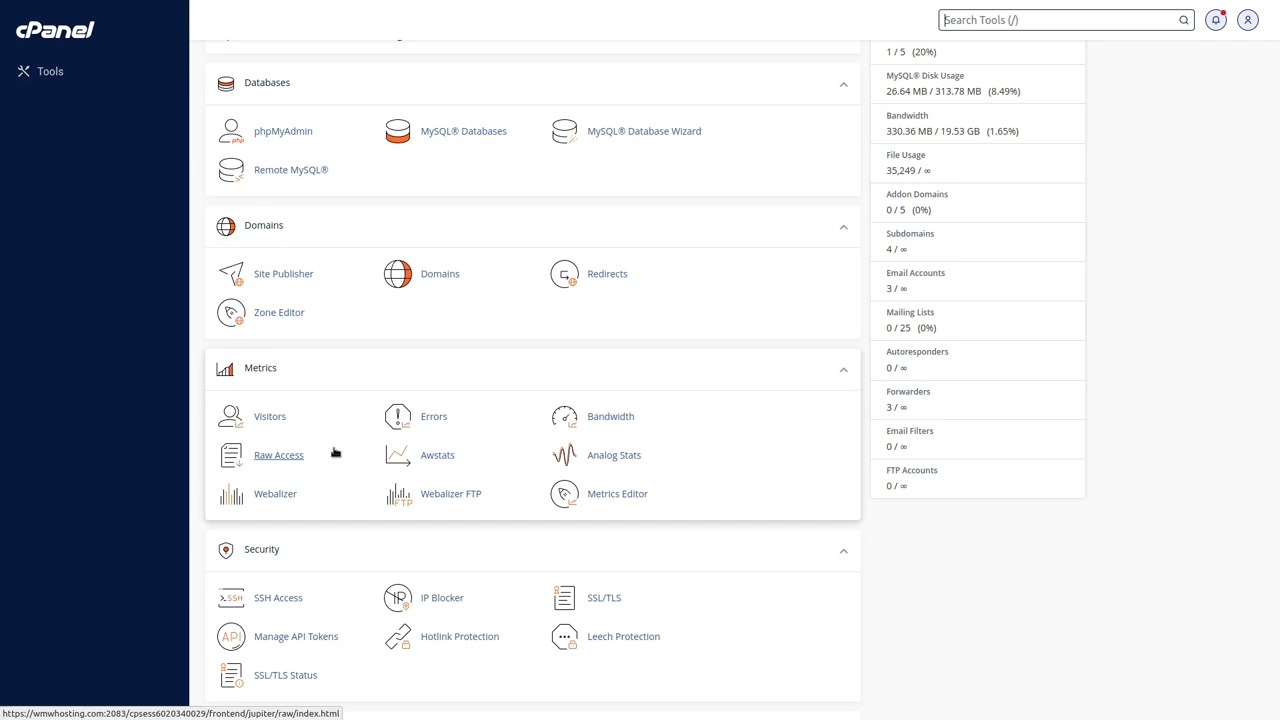 cPanel
Search Tools (/)
Tools
Databases
phpMyAdmin
MySQL® Databases
MySQL® Database Wizard
Remote MySQL®
Domains
Site Publisher
Domains
Redirects
Zone Editor
Metrics
Visitors
Errors
Bandwidth
Raw Access
Awstats
Analog Stats
Webalizer
Webalizer FTP
Metrics Editor
Security
SSH Access
IP Blocker
SSL/TLS
Manage API Tokens
Hotlink Protection
Leech Protection
SSL/TLS Status
1 / 5 (20%)
MySQL® Disk Usage
26.64 MB / 313.78 MB (8.49%)
Bandwidth
330.36 MB / 19.53 GB (1.65%)
File Usage
35,249 / ∞
Addon Domains
0 / 5 (0%)
Subdomains
4 / ∞
Email Accounts
3 / ∞
Mailing Lists
0 / 25 (0%)
Autoresponders
0 / ∞
Forwarders
3 / ∞
Email Filters
0 / ∞
FTP Accounts
0 / ∞
https://wmwhosting.com:2083/cpsess6020340029/frontend/jupiter/raw/index.html